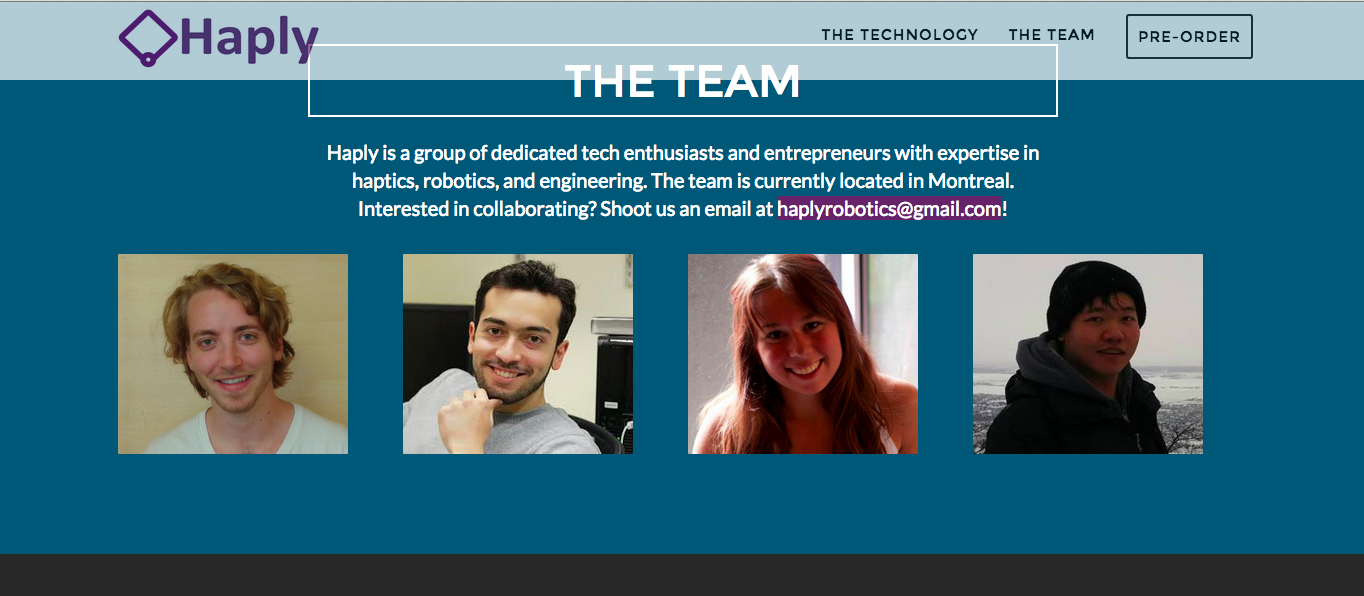 Haply
THE TECHNOLOGY
THE TEAM
PRE-ORDER
THE TEAM
Haply is a group of dedicated tech enthusiasts and entrepreneurs with expertise in
haptics, robotics, and engineering. The team is currently located in Montreal.
Interested in collaborating? Shoot us an email at haplyrobotics@gmail.com!